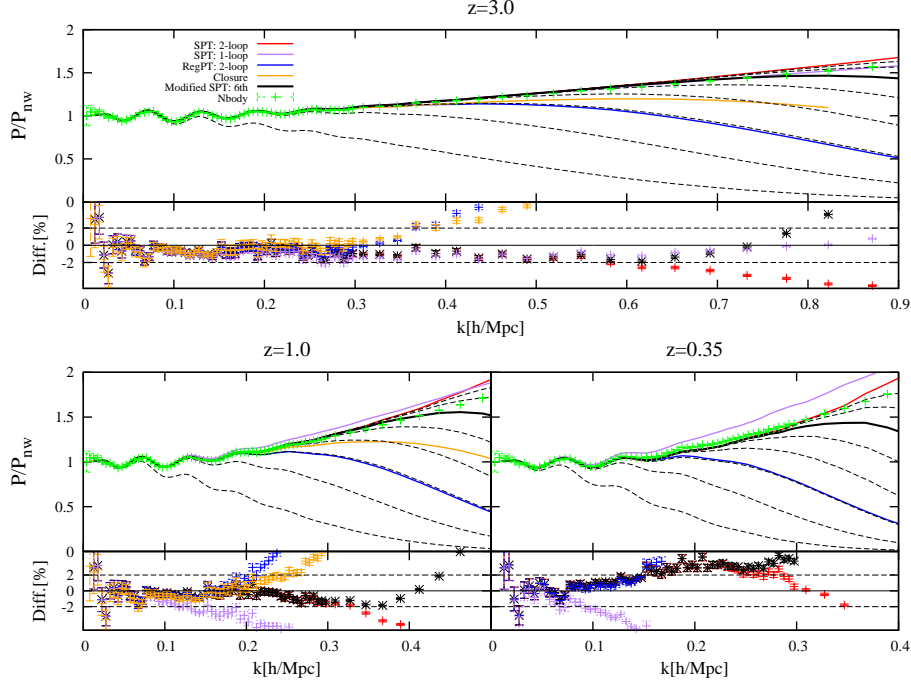 z=3.0
2
1.5
1
0.5
0
P/Pnw
SPT: 2-loop
SPT: 1-loop
RegPT: 2-loop
Closure
Modified SPT: 6th
Nbody
2
0
-2
Diff.[%]
0 0.1 0.2 0.3 0.4 0.5 0.6 0.7 0.8 0.9
k[h/Mpc]
z=1.0 z=0.35
2
1.5
1
0.5
0
P/Pnw
2
0
-2
Diff.[%]
0 0.1 0.2 0.3 0.4 0 0.1 0.2 0.3 0.4
k[h/Mpc] k[h/Mpc]